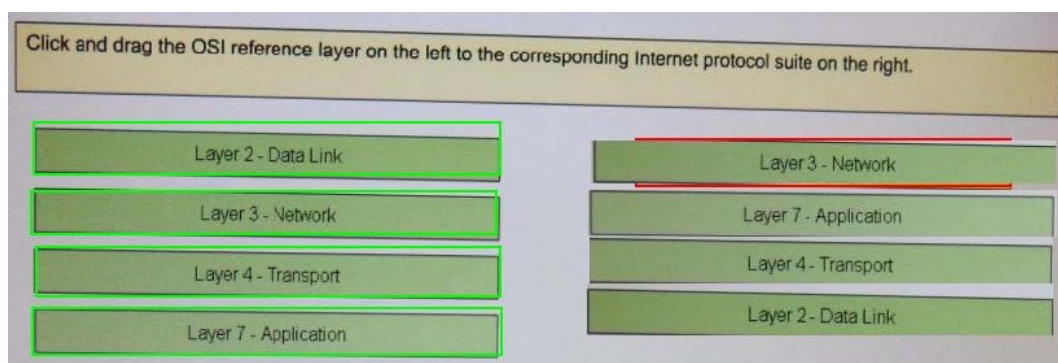 Click and drag the OSI reference layer on the left to the corresponding Internet protocol suite on the right.
Layer 2 - Data Link
Layer 3 - Network
Layer 4 - Transport
Layer 7 - Application
Layer 3 - Network
Layer 7 - Application
Layer 4 - Transport
Layer 2 - Data Link